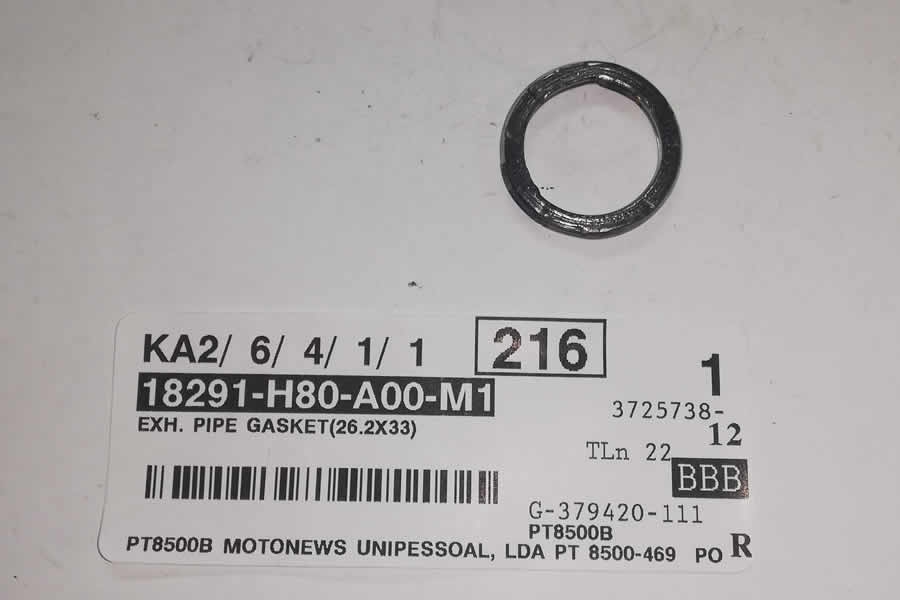 KA2/ 6/ 4/ 1/ 1
216
1
18291-H80-A00-M1
3725738-
EXH. PIPE GASKET(26.2X33)
12
TLn 22
BBB
G-379420-111
PT8500B
PT8500B MOTONEWS UNIPESSOAL, LDA PT 8500-469 PO R